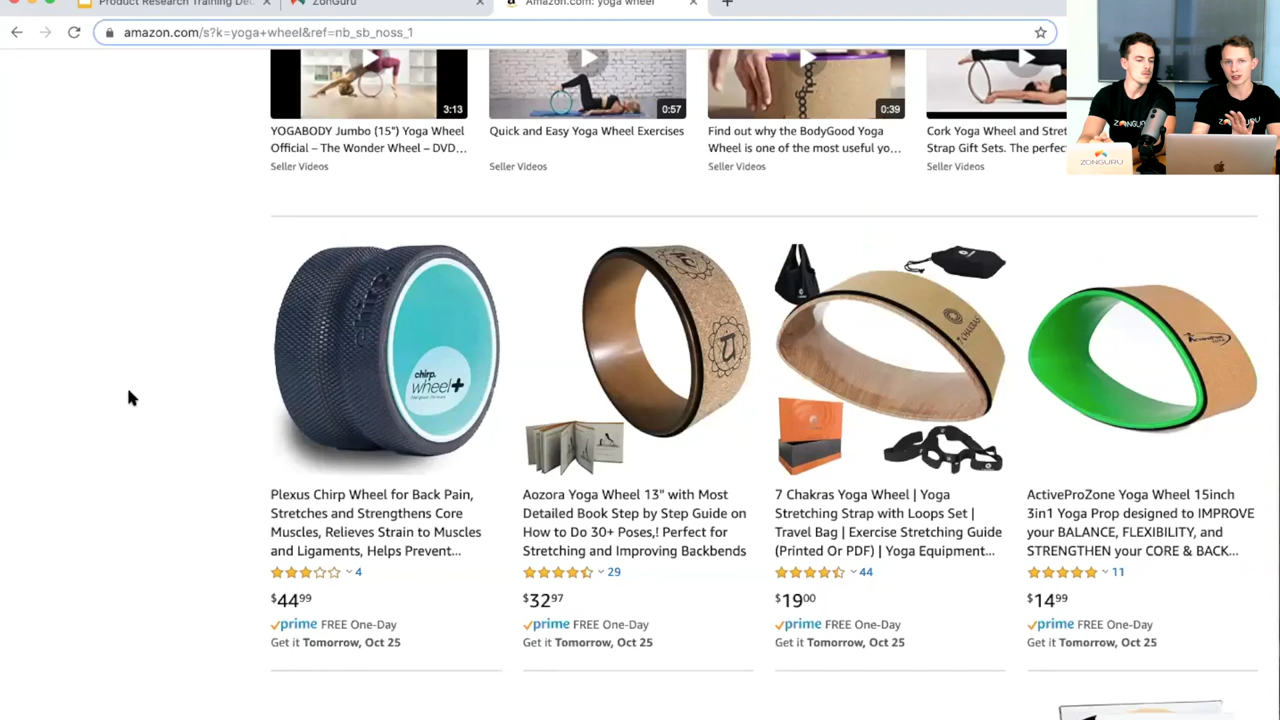 Product Research Training Dec
ZonGuru
Amazon.com: yoga wheel
amazon.com/s?k=yoga+wheel&ref=nb_sb_noss_1
3:13
0:57
0:39
YOGABODY Jumbo (15") Yoga Wheel
Official – The Wonder Wheel – DVD...
Seller Videos
Quick and Easy Yoga Wheel Exercises
Seller Videos
Find out why the BodyGood Yoga
Wheel is one of the most useful yo...
Seller Videos
Cork Yoga Wheel and Stret
Strap Gift Sets. The perfec
Seller Videos
ZONGURU
ZONGURU
ZONGURU
chirp
chirp.
wheel+
7 CHAKRAS
Plexus Chirp Wheel for Back Pain,
Stretches and Strengthens Core
Muscles, Relieves Strain to Muscles
and Ligaments, Helps Prevent...
4
$4499
prime FREE One-Day
Get it Tomorrow, Oct 25
Aozora Yoga Wheel 13" with Most
Detailed Book Step by Step Guide on
How to Do 30+ Poses,! Perfect for
Stretching and Improving Backbends
29
$3297
prime FREE One-Day
Get it Tomorrow, Oct 25
7 Chakras Yoga Wheel | Yoga
Stretching Strap with Loops Set |
Travel Bag | Exercise Stretching Guide
(Printed Or PDF) | Yoga Equipment...
44
$1900
prime FREE One-Day
Get it Tomorrow, Oct 25
ActiveProZone Yoga Wheel 15inch
3in1 Yoga Prop designed to IMPROVE
your BALANCE, FLEXIBILITY, and
STRENGTHEN your CORE & BACK...
11
$1499
prime FREE One-Day
Get it Tomorrow, Oct 25